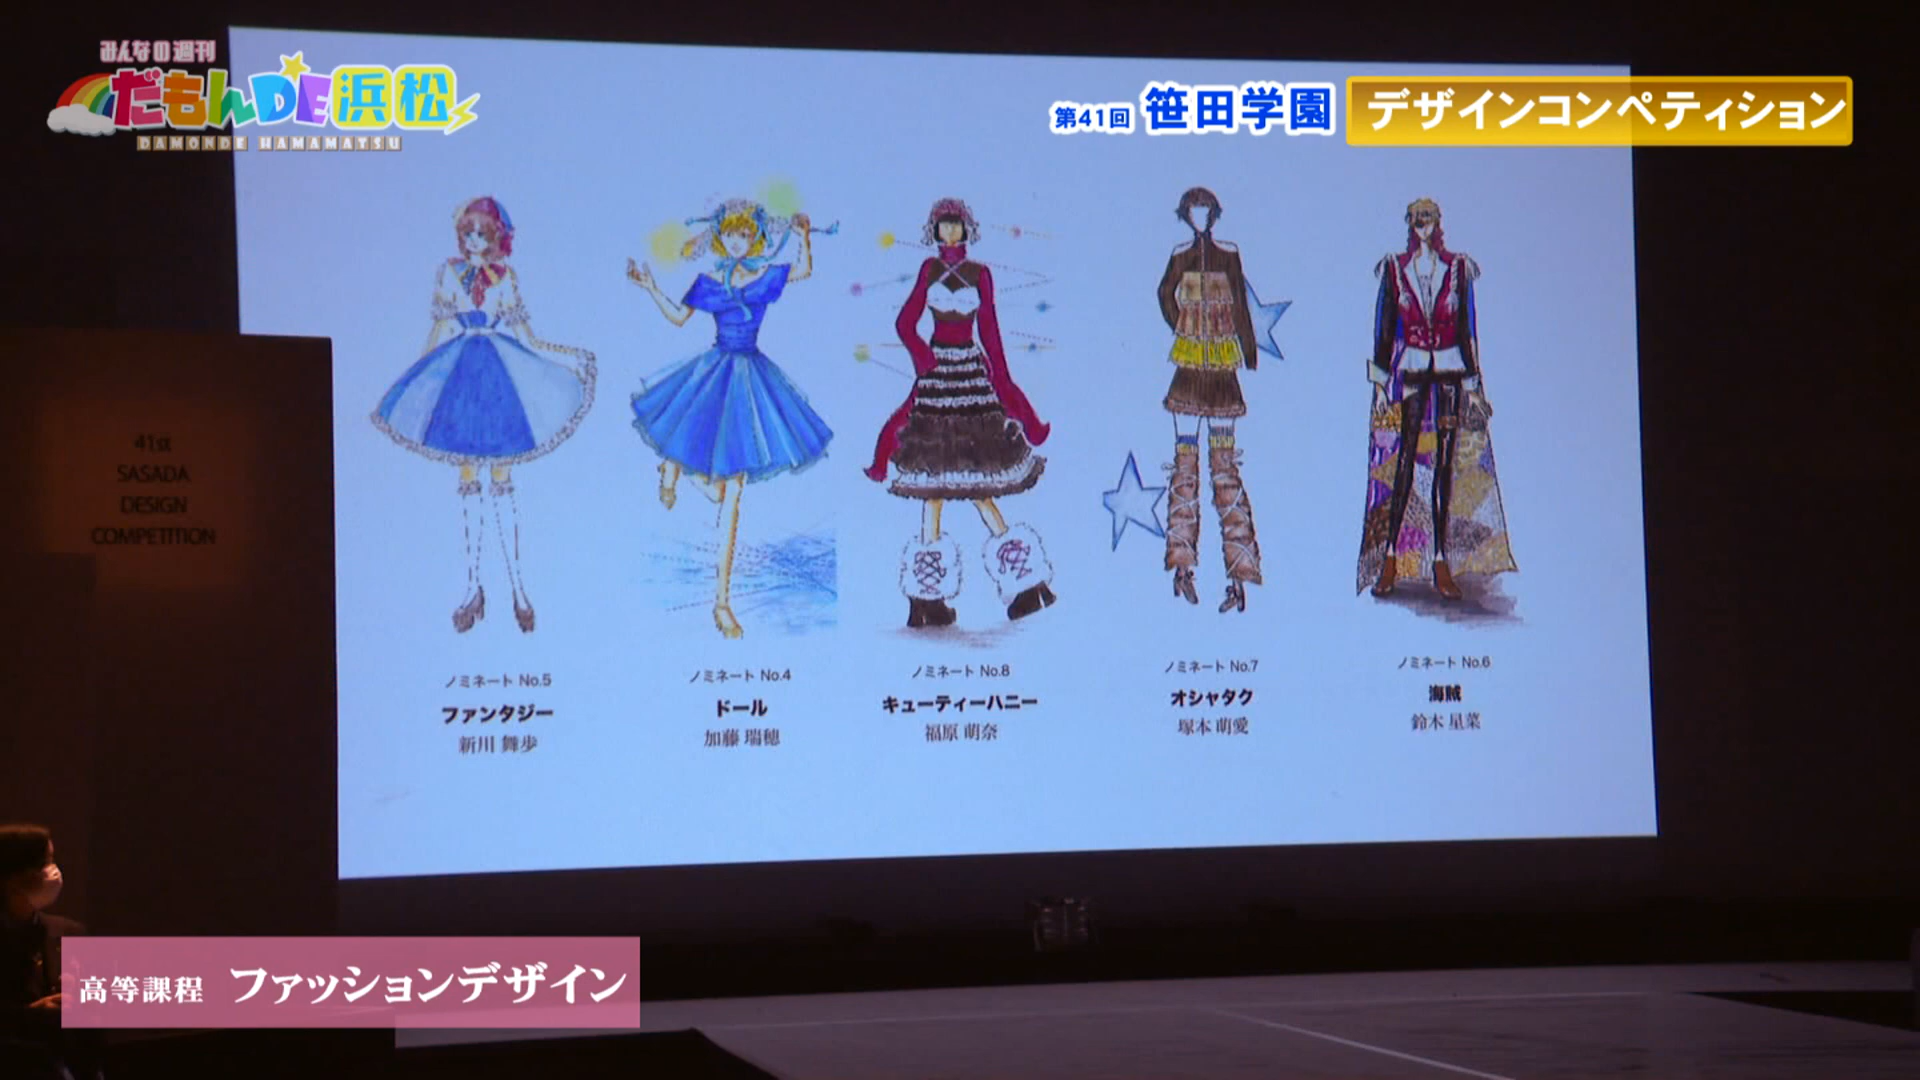 みんなの週刊
だもんDE浜松
DAMONDE HAMAMATSU
第41回 笹田学園 デザインコンペティション
41st
SASADA
DESIGN
COMPETITION
ノミネート No.5
ファンタジー
新川 舞歩
ノミネート No.4
ドール
加藤 瑞穂
ノミネート No.8
キューティーハニー
福原 萌奈
ノミネート No.7
オシャタク
塚本 萌愛
ノミネート No.6
海賊
鈴木 星菜
高等課程 ファッションデザイン